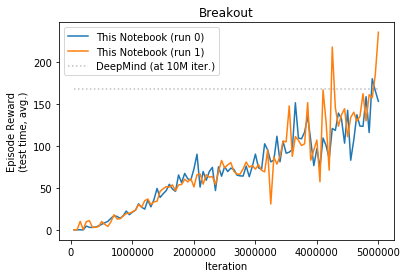 Breakout
This Notebook (run 0)
This Notebook (run 1)
DeepMind (at 10M iter.)
Episode Reward
(test time, avg.)
200
150
100
50
0
0
1000000
2000000
3000000
4000000
5000000
Iteration